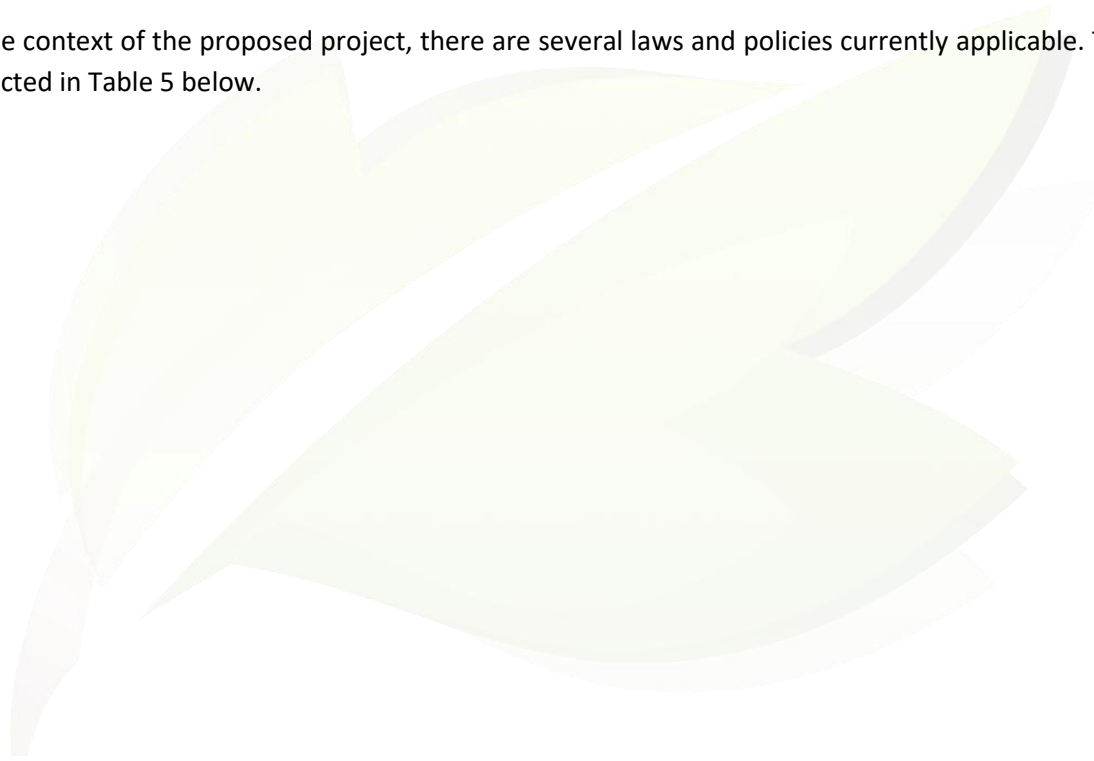 e context of the proposed project, there are several laws and policies currently applicable.
cted in Table 5 below.